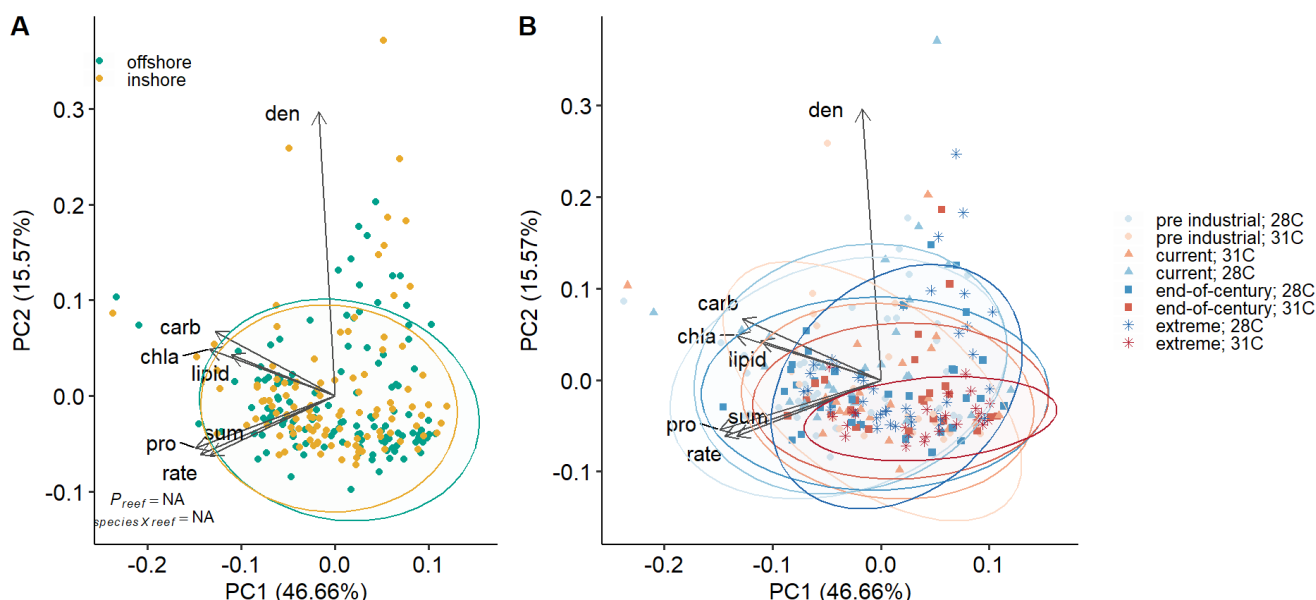 A
offshore
inshore
den
carb
chla
lipid
pro
sum
rate
P reef = NA
species X reef = NA
PC2 (15.57%)
0.3
0.2
0.1
0.0
-0.1
-0.2
-0.1
0.0
0.1
PC1 (46.66%)
B
den
carb
chla
lipid
pro
sum
rate
PC2 (15.57%)
0.3
0.2
0.1
0.0
-0.1
-0.2
-0.1
0.0
0.1
PC1 (46.66%)
pre industrial; 28C
pre industrial; 31C
current; 31C
current; 28C
end-of-century; 28C
end-of-century; 31C
extreme; 28C
extreme; 31C